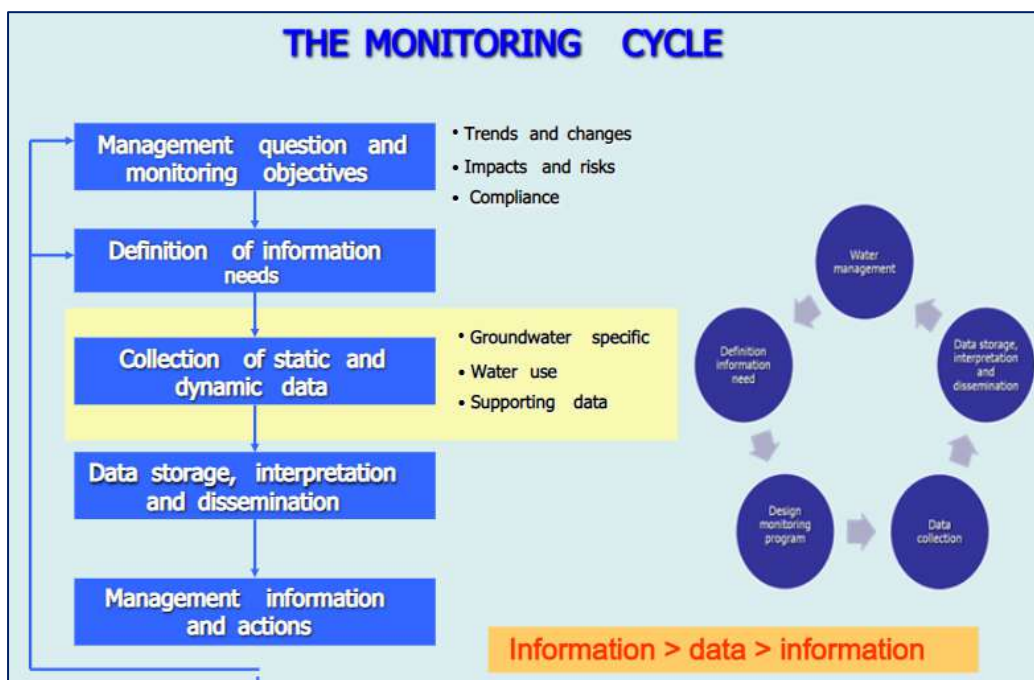 THE MONITORING CYCLE
Management question and
monitoring objectives
• Trends and changes
• Impacts and risks
• Compliance
Definition of information
needs
Collection of static and
dynamic data
• Groundwater specific
• Water use
• Supporting data
Data storage, interpretation
and dissemination
Management information
and actions
Water
management
Definition
information
need
Data storage,
interpretation
and
dissemination
Design
monitoring
program
Data
collection
Information > data > information